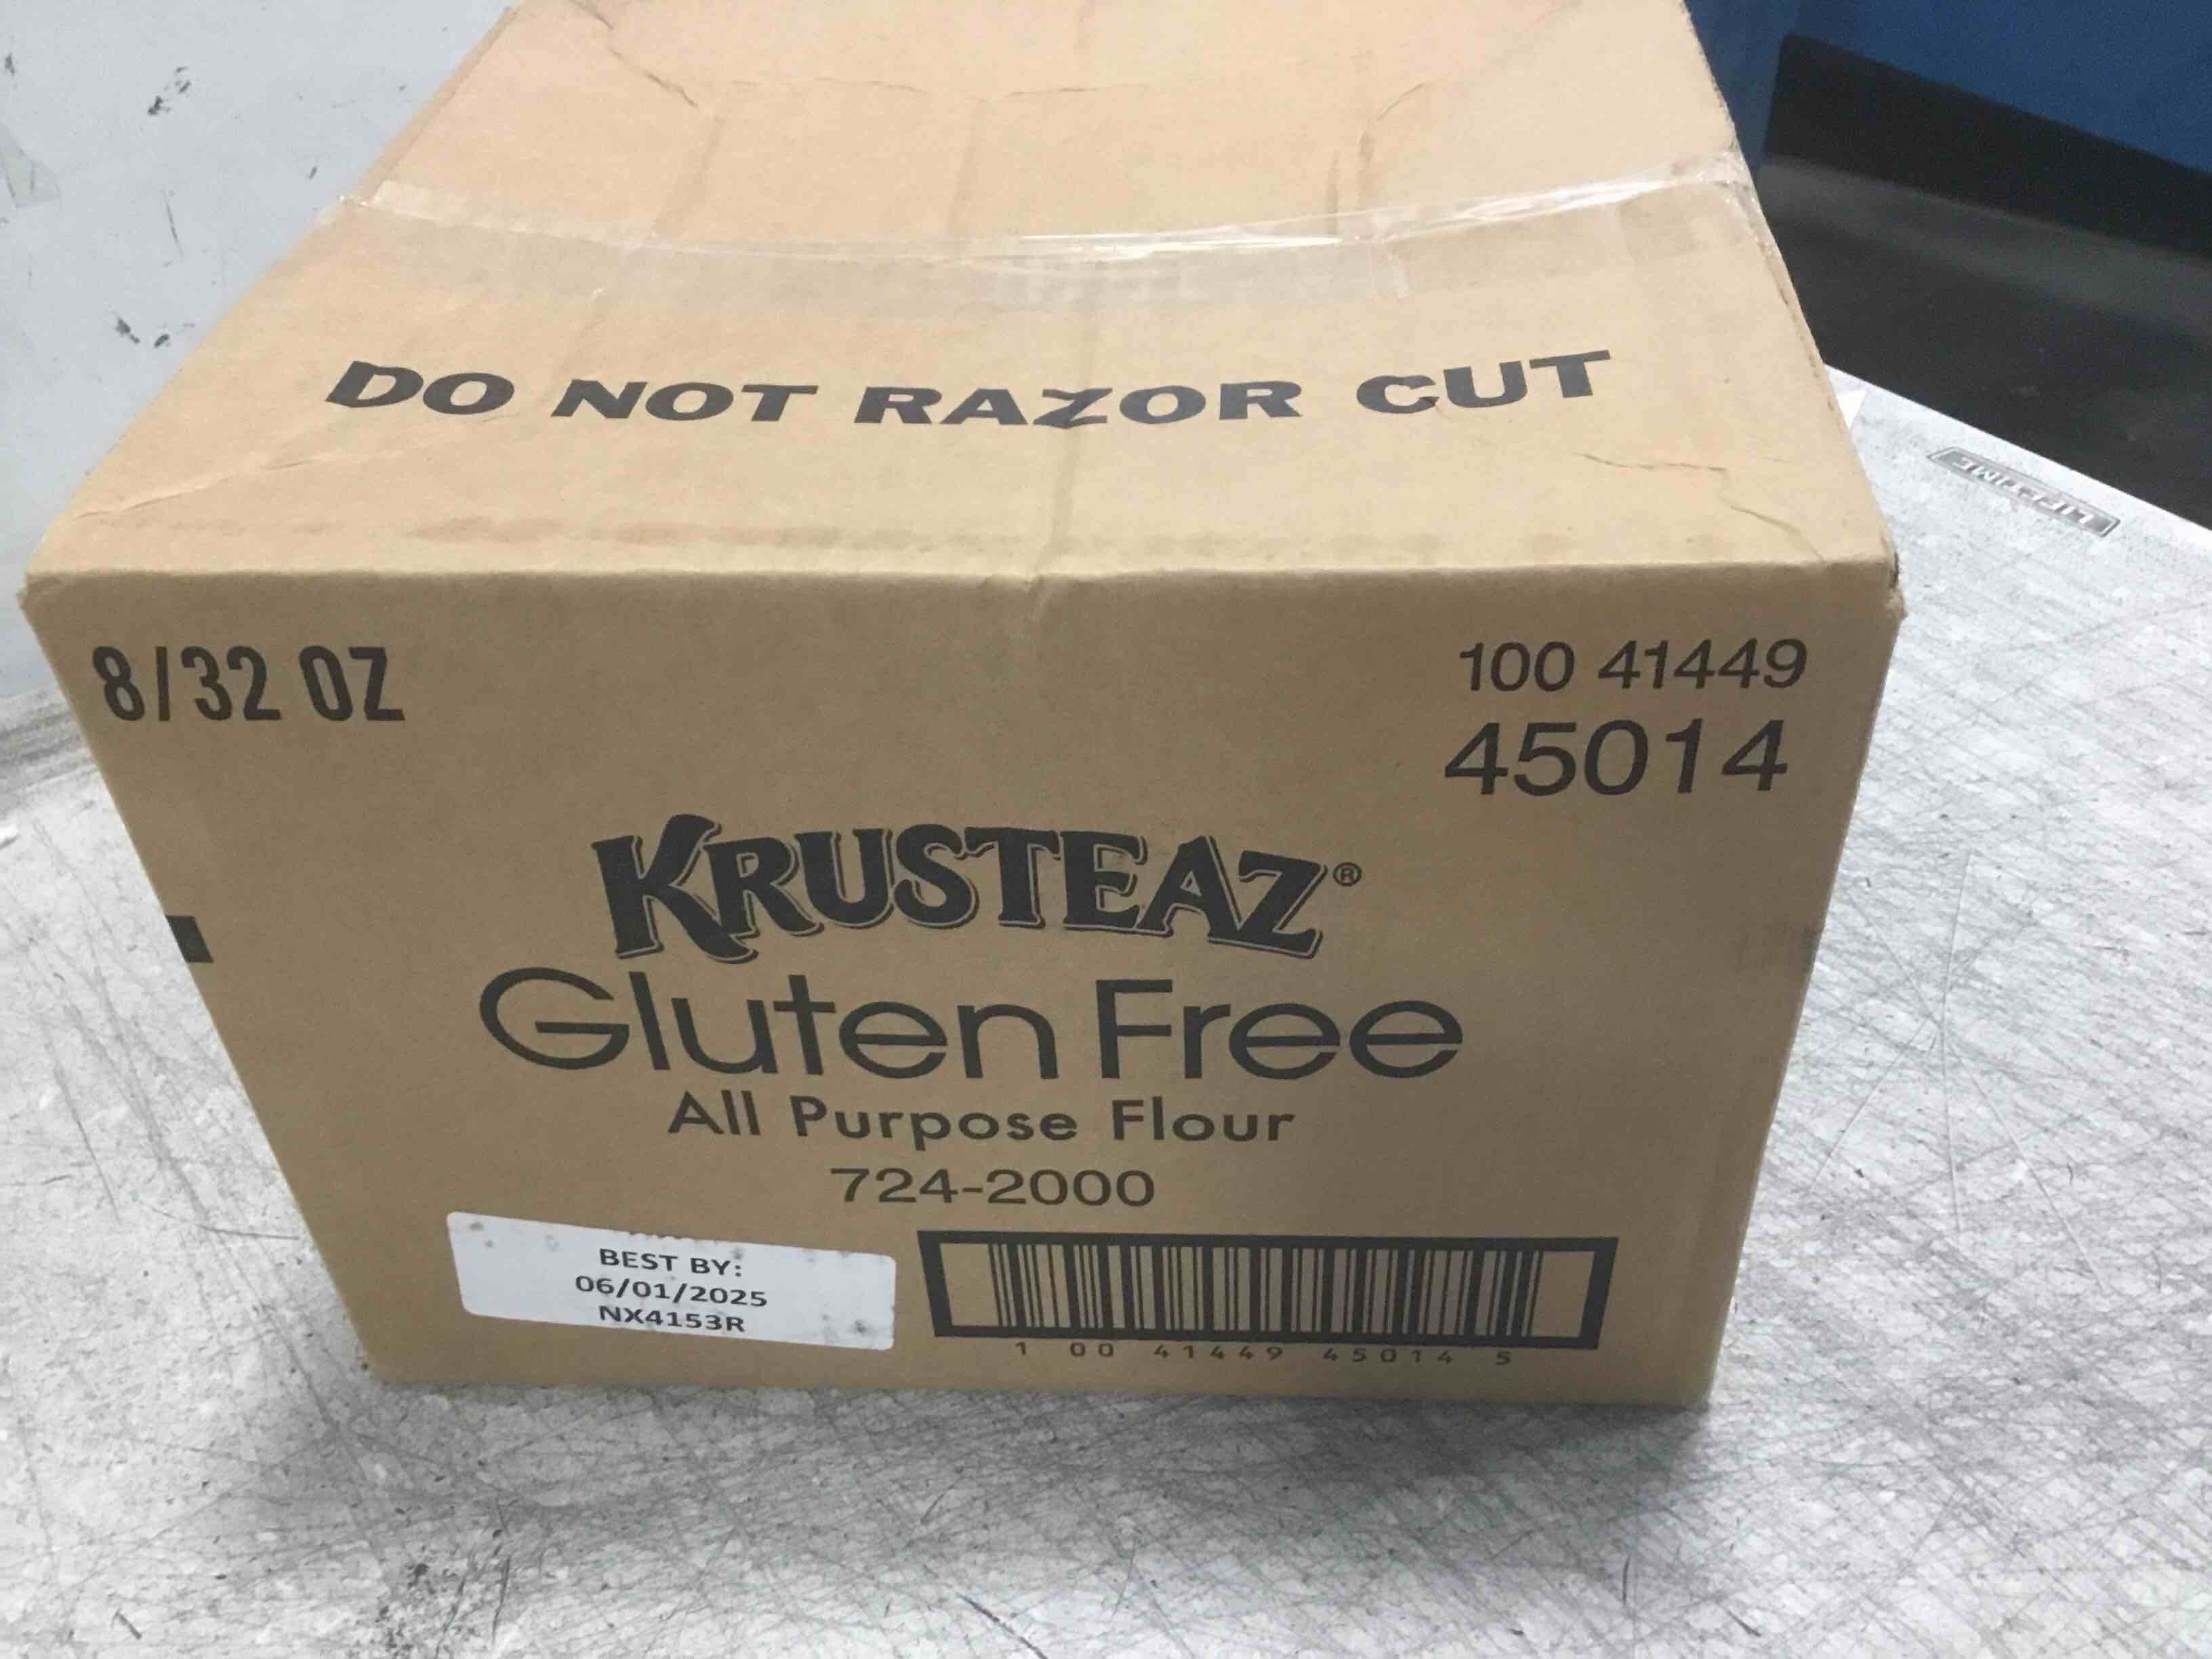 DO NOT RAZOR CUT
8/32 OZ
100 41449
45014
KRUSTEAZ®
Gluten Free
All Purpose Flour
724-2000
BEST BY:
06/01/2025
NX4153R
1 00 41449 45014 5
LIFETIME